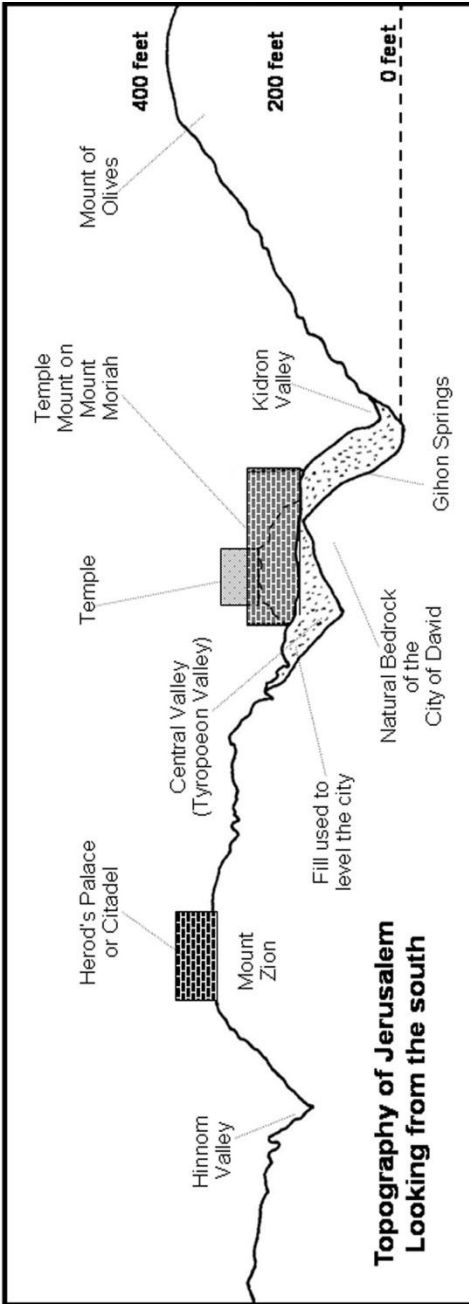 Hinnom
Valley
Herod's Palace
or Citadel
Mount
Zion
Central Valley
(Tyropoeon Valley)
Fill used to
level the city
Temple
Natural Bedrock
of the
City of David
Temple
Mount on
Mount
Moriah
Kidron
Valley
Gihon Springs
Mount of
Olives
400 feet
200 feet
0 feet
Topography of Jerusalem
Looking from the south